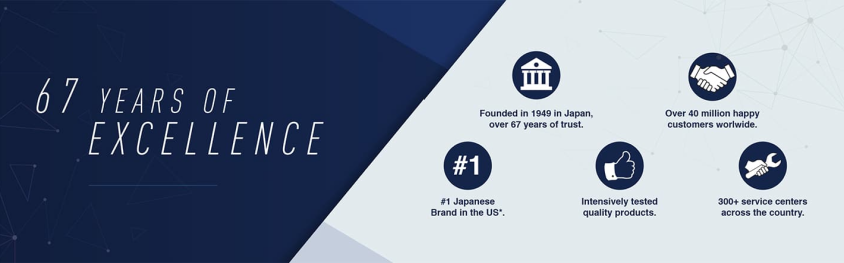 67 YEARS OF
EXCELLENCE
Founded in 1949 in Japan,
over 67 years of trust.
Over 40 million happy
customers worlwide.
#1
#1 Japanese
Brand in the US*.
Intensively tested
quality products.
300+ service centers
across the country.